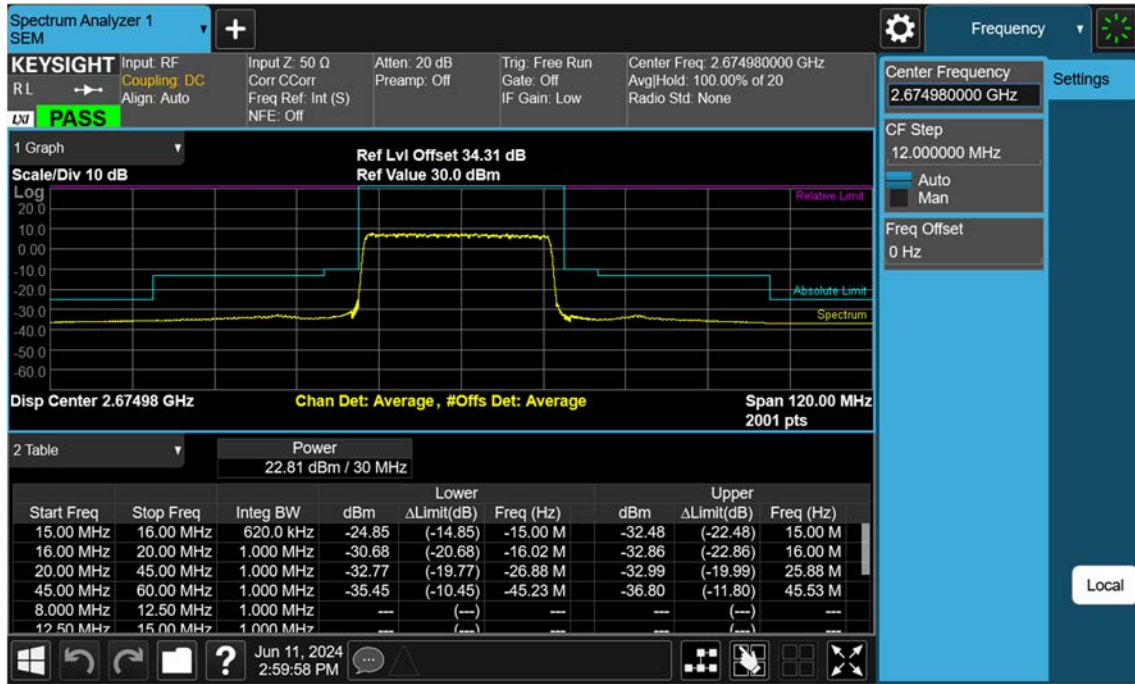 Spectrum Analyzer 1
SEM
Frequency
KEYSIGHT
RL
LXI PASS
Input: RF
Coupling: DC
Align: Auto
Input Z: 50 Ω
Corr CCorr
Freq Ref: Int (S)
NFE: Off
Atten: 20 dB
Preamp: Off
Trig: Free Run
Gate: Off
IF Gain: Low
Center Freq: 2.674980000 GHz
Avg|Hold: 100.00% of 20
Radio Std: None
Center Frequency
2.674980000 GHz
Settings
CF Step
12.000000 MHz
Auto
Man
Freq Offset
0 Hz
Local
1 Graph
Ref Lvl Offset 34.31 dB
Scale/Div 10 dB
Ref Value 30.0 dBm
Log
20.0
10.0
0.00
-10.0
-20.0
-30.0
-40.0
-50.0
-60.0
Relative Limit
Absolute Limit
Spectrum
Disp Center 2.67498 GHz
Chan Det: Average, #Offs Det: Average
Span 120.00 MHz
2001 pts
2 Table
Power
22.81 dBm / 30 MHz
Lower Upper
Start Freq Stop Freq Integ BW dBm ΔLimit(dB) Freq (Hz) dBm ΔLimit(dB) Freq (Hz)
15.00 MHz 16.00 MHz 620.0 kHz -24.85 (-14.85) -15.00 M -32.48 (-22.48) 15.00 M
16.00 MHz 20.00 MHz 1.000 MHz -30.68 (-20.68) -16.02 M -32.86 (-22.86) 16.00 M
20.00 MHz 45.00 MHz 1.000 MHz -32.77 (-19.77) -26.88 M -32.99 (-19.99) 25.88 M
45.00 MHz 60.00 MHz 1.000 MHz -35.45 (-10.45) -45.23 M -36.80 (-11.80) 45.53 M
8.000 MHz 12.50 MHz 1.000 MHz --- (---) --- --- (---) ---
12.50 MHz 15.00 MHz 1.000 MHz --- (---) --- --- (---) ---
Jun 11, 2024
2:59:58 PM